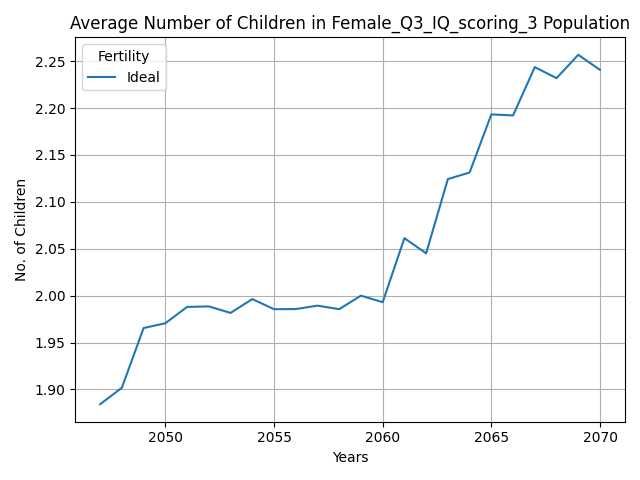 Average Number of Children in Female_Q3_IQ_scoring_3 Population
Fertility
Ideal
No. of Children
2.25
2.20
2.15
2.10
2.05
2.00
1.95
1.90
2050 2055 2060 2065 2070
Years